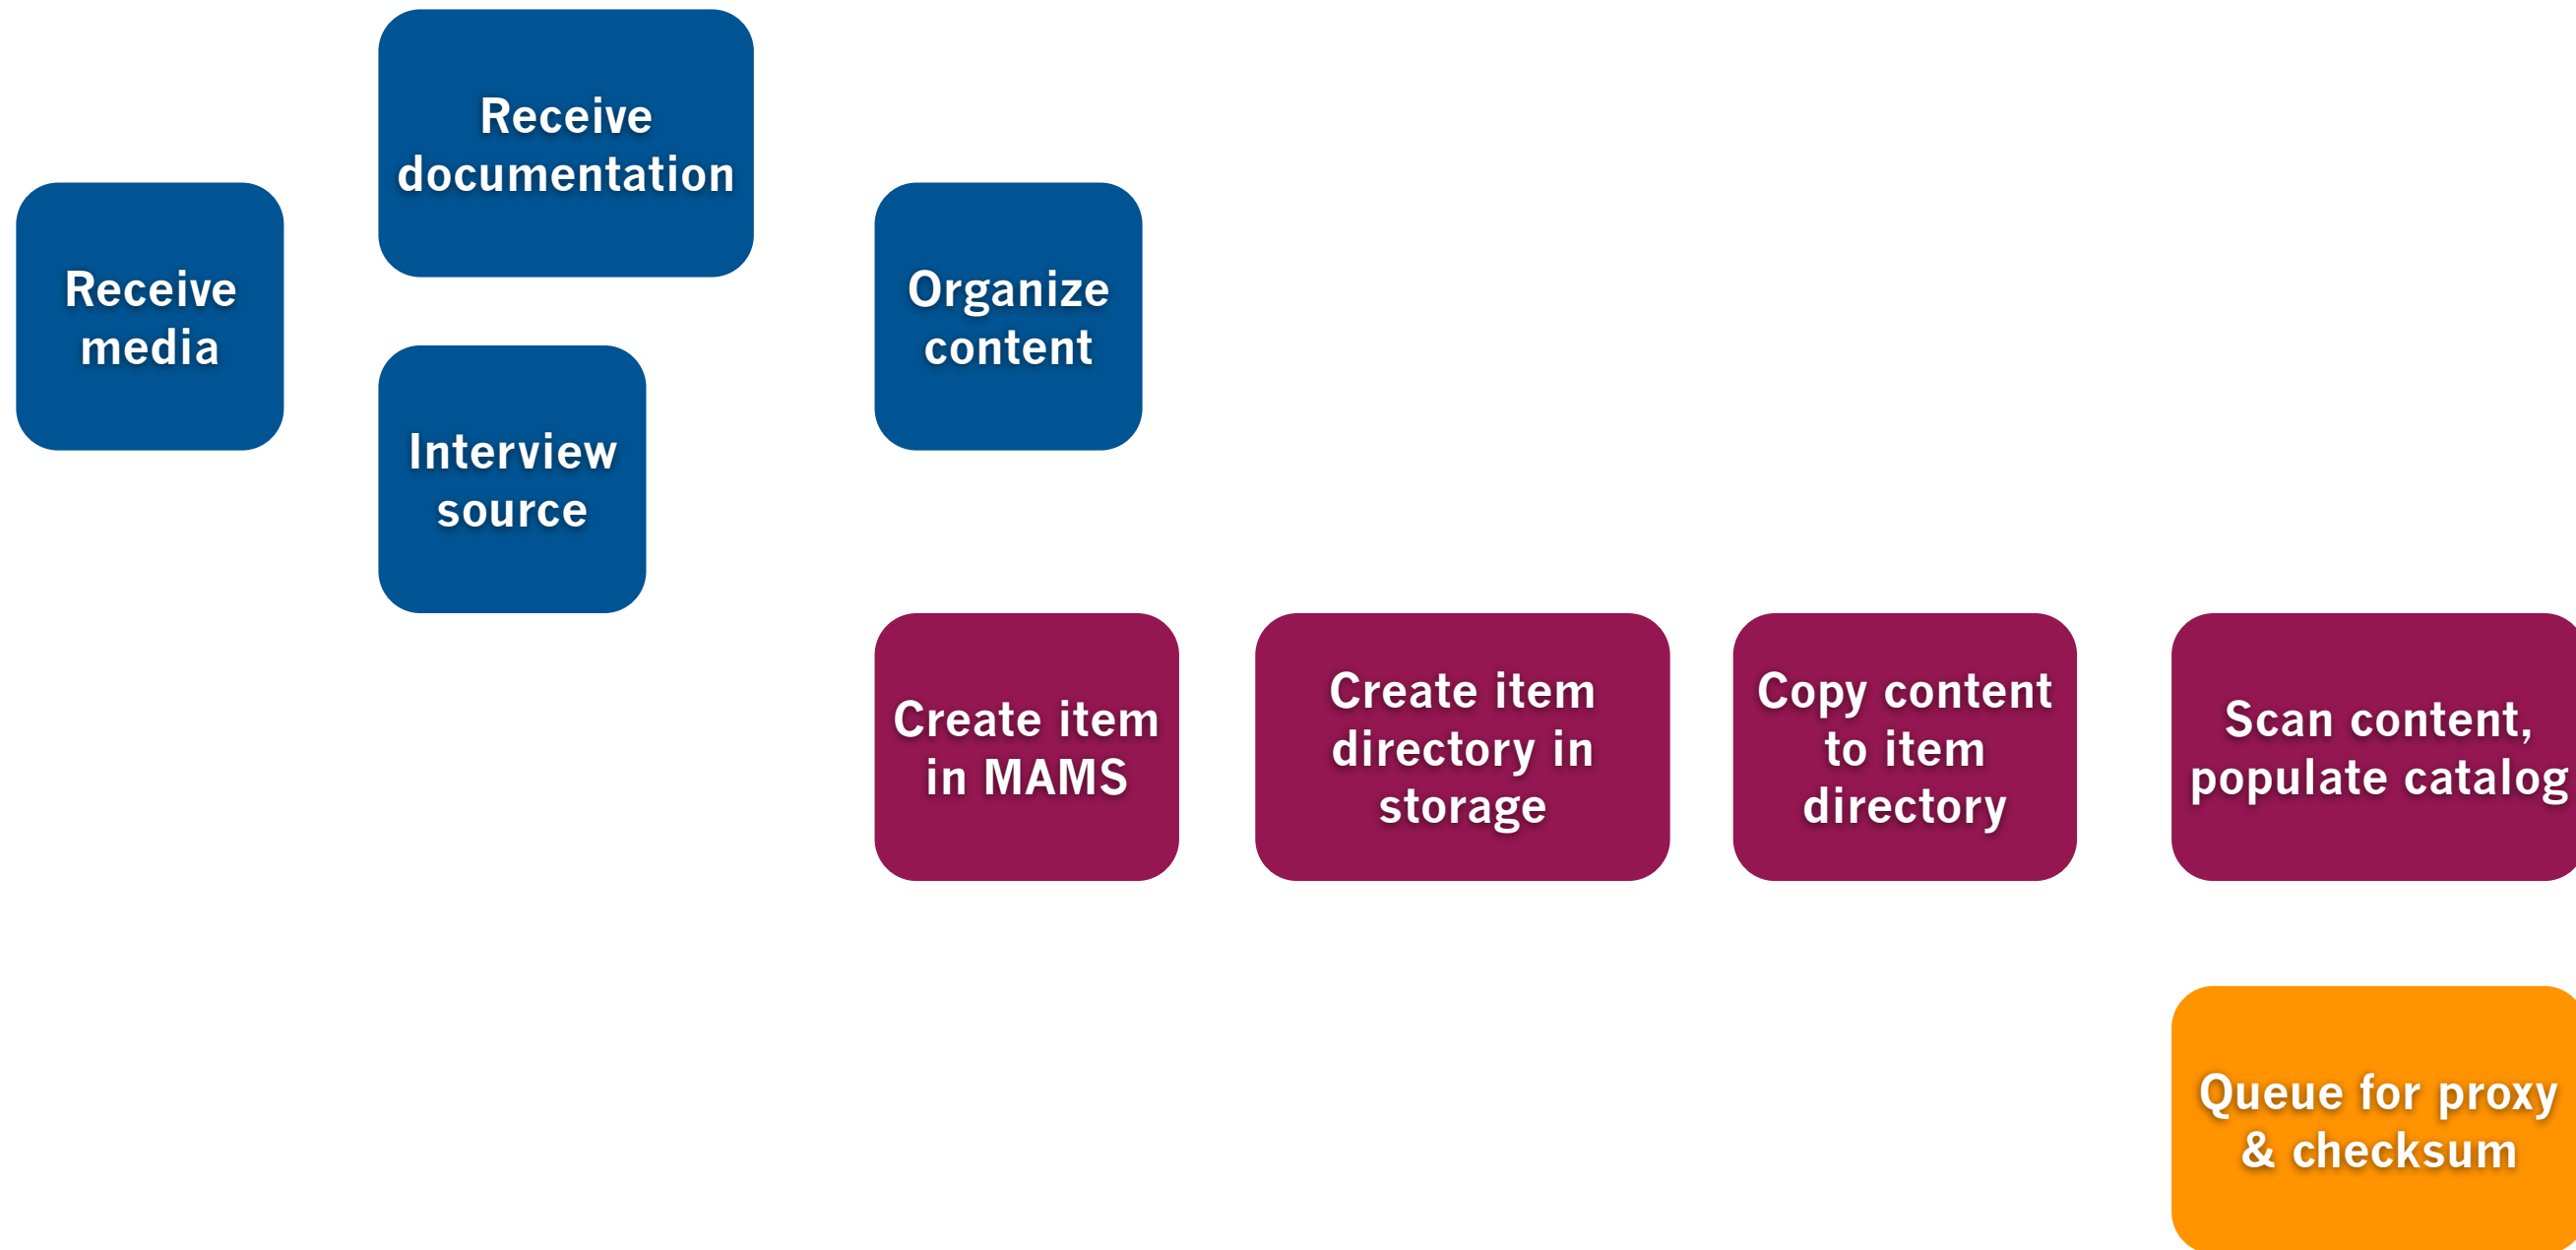 Receive
documentation
Receive
media
Organize
content
Interview
source
Create item
in MAMS
Create item
directory in
storage
Copy content
to item
directory
Scan content,
populate catalog
Queue for proxy
& checksum